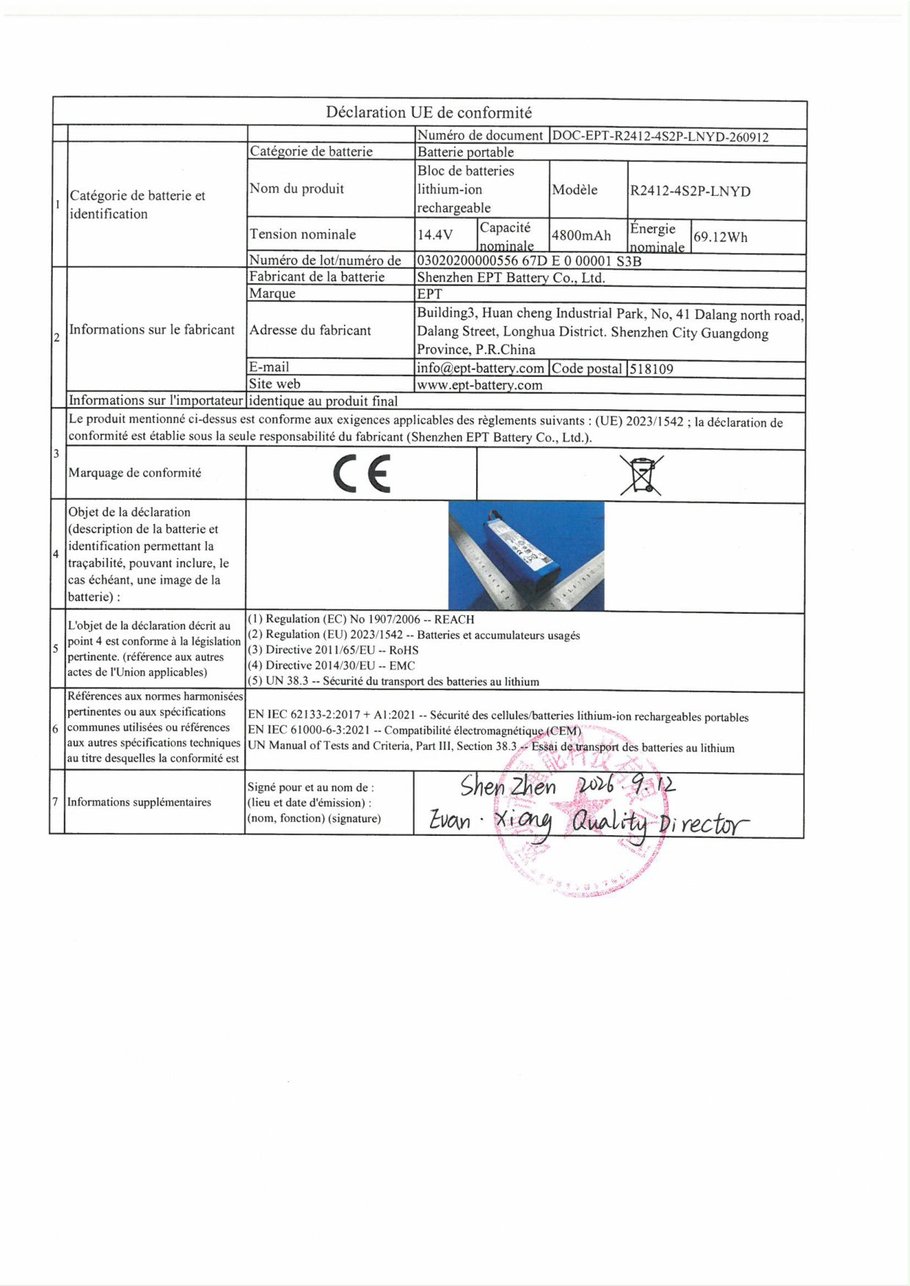 Déclaration UE de conformité
Numéro de document DOC-EPT-R2412-4S2P-LNYD-260912
1
Catégorie de batterie et
identification
Catégorie de batterie Batterie portable
Nom du produit
Bloc de batteries
lithium-ion
rechargeable
Modèle R2412-4S2P-LNYD
Tension nominale 14.4V
Capacité
nominale
4800mAh
Énergie
nominale
69.12Wh
Numéro de lot/numéro de 03020200000556 67D E 0 00001 S3B
2
Informations sur le fabricant
Fabricant de la batterie Shenzhen EPT Battery Co., Ltd.
Marque EPT
Adresse du fabricant
Building3, Huan cheng Industrial Park, No, 41 Dalang north road,
Dalang Street, Longhua District. Shenzhen City Guangdong
Province, P.R.China
E-mail info@ept-battery.com Code postal 518109
Site web www.ept-battery.com
Informations sur l'importateur identique au produit final
3
Le produit mentionné ci-dessus est conforme aux exigences applicables des règlements suivants : (UE) 2023/1542 ; la déclaration de
conformité est établie sous la seule responsabilité du fabricant (Shenzhen EPT Battery Co., Ltd.).
Marquage de conformité CE
4
Objet de la déclaration
(description de la batterie et
identification permettant la
traçabilité, pouvant inclure, le
cas échéant, une image de la
batterie) :
5
L'objet de la déclaration décrit au
point 4 est conforme à la législation
pertinente. (référence aux autres
actes de l'Union applicables)
(1) Regulation (EC) No 1907/2006 -- REACH
(2) Regulation (EU) 2023/1542 -- Batteries et accumulateurs usagés
(3) Directive 2011/65/EU -- RoHS
(4) Directive 2014/30/EU -- EMC
(5) UN 38.3 -- Sécurité du transport des batteries au lithium
6
Références aux normes harmonisées
pertinentes ou aux spécifications
communes utilisées ou références
aux autres spécifications techniques
au titre desquelles la conformité est
EN IEC 62133-2:2017 + A1:2021 -- Sécurité des cellules/batteries lithium-ion rechargeables portables
EN IEC 61000-6-3:2021 -- Compatibilité électromagnétique (CEM)
UN Manual of Tests and Criteria, Part III, Section 38.3 -- Essai de transport des batteries au lithium
7
Informations supplémentaires
Signé pour et au nom de :
(lieu et date d'émission) :
(nom, fonction) (signature)
ShenZhen 2026.9.12
Evan · Xiong Quality Director